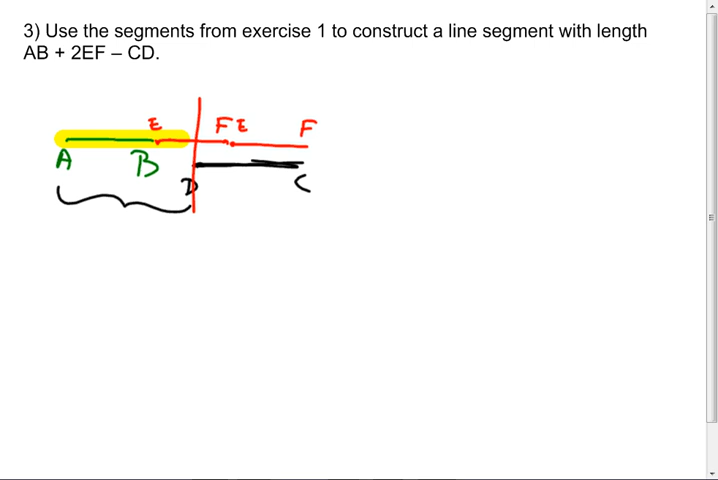 3) Use the segments from exercise 1 to construct a line segment with length
AB + 2EF – CD.
E F E F
A B
D C